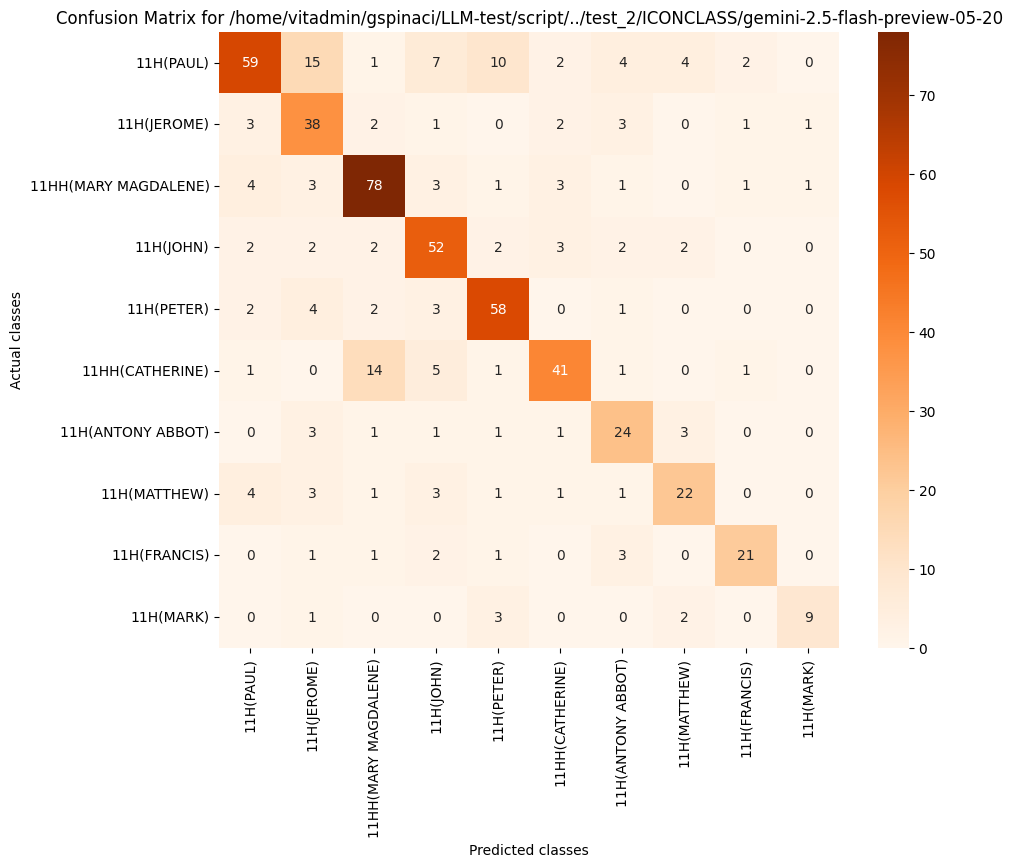 Confusion Matrix for /home/vitadmin/gspinaci/LLM-test/script/../test_2/ICONCLASS/gemini-2.5-flash-preview-05-20
Actual classes
11H(PAUL) 59 15 1 7 10 2 4 4 2 0
11H(JEROME) 3 38 2 1 0 2 3 0 1 1
11HH(MARY MAGDALENE) 4 3 78 3 1 3 1 0 1 1
11H(JOHN) 2 2 2 52 2 3 2 2 0 0
11H(PETER) 2 4 2 3 58 0 1 0 0 0
11HH(CATHERINE) 1 0 14 5 1 41 1 0 1 0
11H(ANTONY ABBOT) 0 3 1 1 1 1 24 3 0 0
11H(MATTHEW) 4 3 1 3 1 1 1 22 0 0
11H(FRANCIS) 0 1 1 2 1 0 3 0 21 0
11H(MARK) 0 1 0 0 3 0 0 2 0 9
11H(PAUL)
11H(JEROME)
11HH(MARY MAGDALENE)
11H(JOHN)
11H(PETER)
11HH(CATHERINE)
11H(ANTONY ABBOT)
11H(MATTHEW)
11H(FRANCIS)
11H(MARK)
Predicted classes
70
60
50
40
30
20
10
0